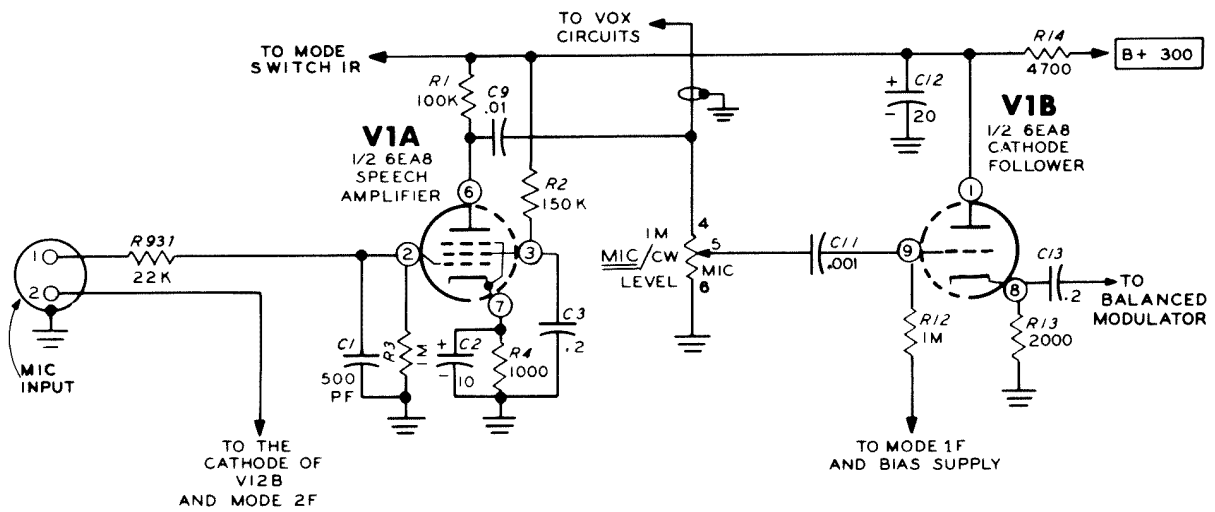 TO VOX
CIRCUITS
TO MODE
SWITCH 1R
R1
100K
C9
.01
V1A
1/2 6EA8
SPEECH
AMPLIFIER
6
R2
150K
+
C12
-
20
R14
4700
B+ 300
V1B
1/2 6EA8
CATHODE
FOLLOWER
1
1
2
MIC
INPUT
R931
22K
2
3
7
C1
500
PF
R3
1M
+
C2
-
10
R4
1000
C3
.2
1M
MIC/CW
LEVEL
4
5
MIC
6
C11
.001
9
8
C13
.2
TO
BALANCED
MODULATOR
R12
1M
R13
2000
TO THE
CATHODE OF
V12B
AND MODE 2F
TO MODE 1F
AND BIAS SUPPLY